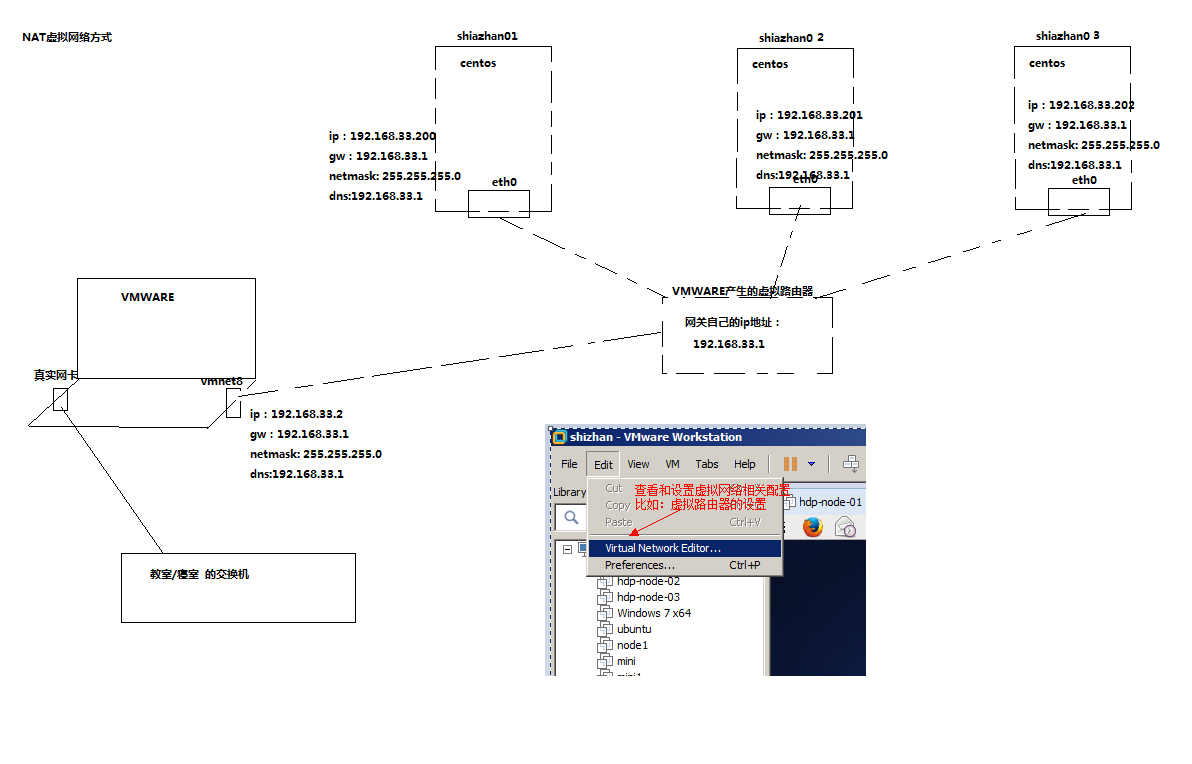 NAT虚拟网络方式
shiazhan01
centos
ip：192.168.33.200
gw：192.168.33.1
netmask: 255.255.255.0
dns:192.168.33.1
eth0
shiazhan0 2
centos
ip：192.168.33.201
gw：192.168.33.1
netmask: 255.255.255.0
dns:192.168.33.1
eth0
shiazhan0 3
centos
ip：192.168.33.202
gw：192.168.33.1
netmask: 255.255.255.0
dns:192.168.33.1
eth0
VMWARE产生的虚拟路由器
网关自己的ip地址：
192.168.33.1
VMWARE
真实网卡
vmnet8
ip：192.168.33.2
gw：192.168.33.1
netmask: 255.255.255.0
dns:192.168.33.1
教室/寝室 的交换机
shizhan - VMware Workstation
File Edit View VM Tabs Help
Library
Cut
查看和设置虚拟网络相关配置
Copy
比如：虚拟路由器的设置
Paste Ctrl+V
Virtual Network Editor...
Preferences... Ctrl+P
hdp-node-01
hdp-node-02
hdp-node-03
Windows 7 x64
ubuntu
node1
mini
mini1